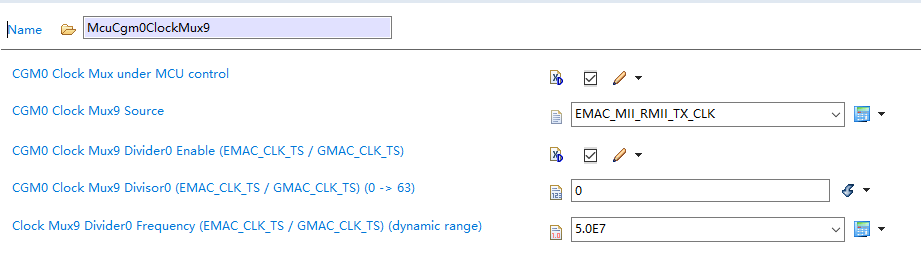 Name McuCgm0ClockMux9
CGM0 Clock Mux under MCU control
CGM0 Clock Mux9 Source EMAC_MII_RMII_TX_CLK
CGM0 Clock Mux9 Divider0 Enable (EMAC_CLK_TS / GMAC_CLK_TS)
CGM0 Clock Mux9 Divisor0 (EMAC_CLK_TS / GMAC_CLK_TS) (0 -> 63) 0
Clock Mux9 Divider0 Frequency (EMAC_CLK_TS / GMAC_CLK_TS) (dynamic range) 5.0E7